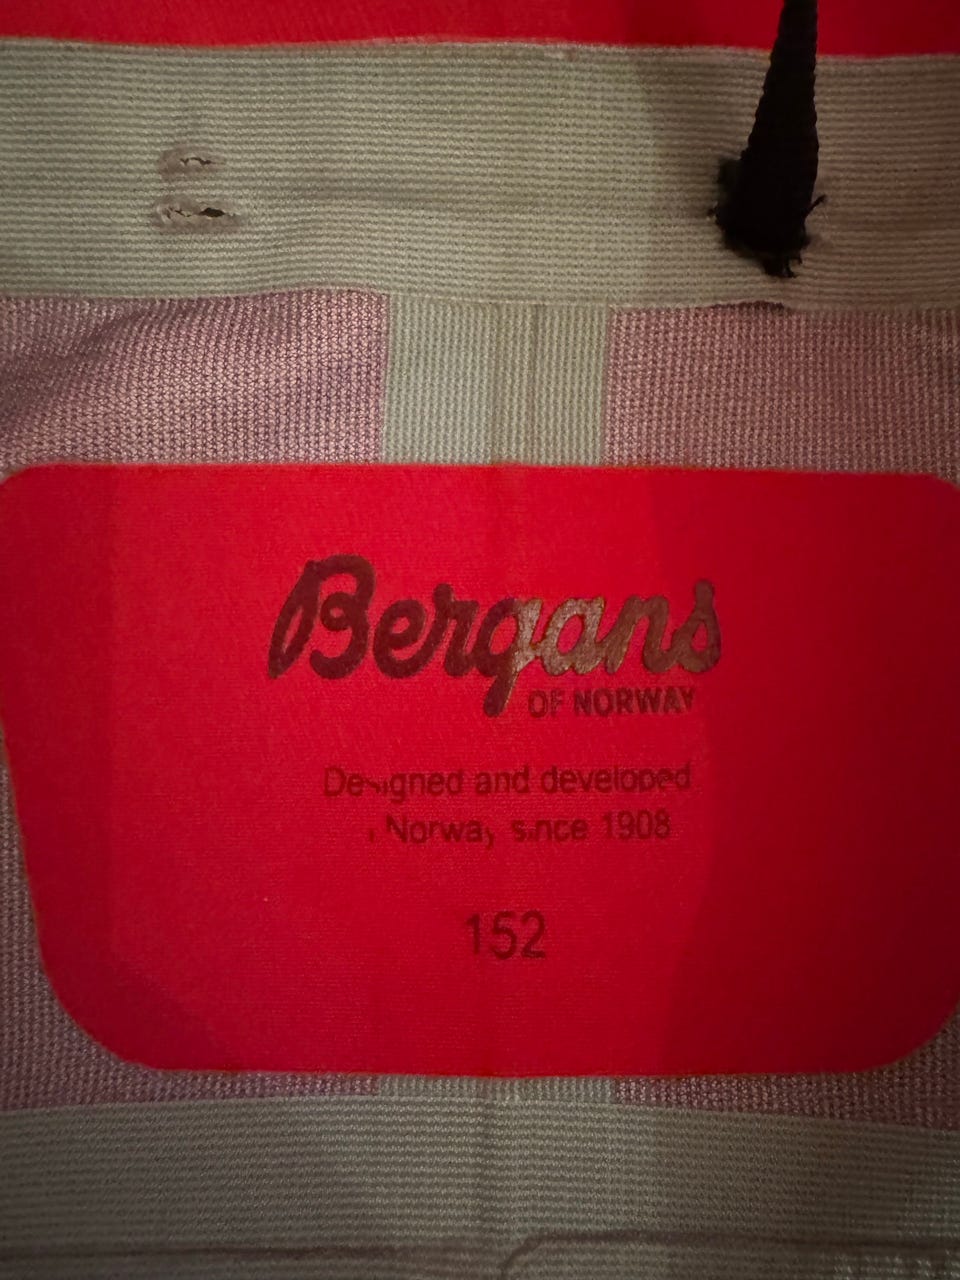 Bergans
OF NORWAY
Designed and developed
Norway since 1908
152